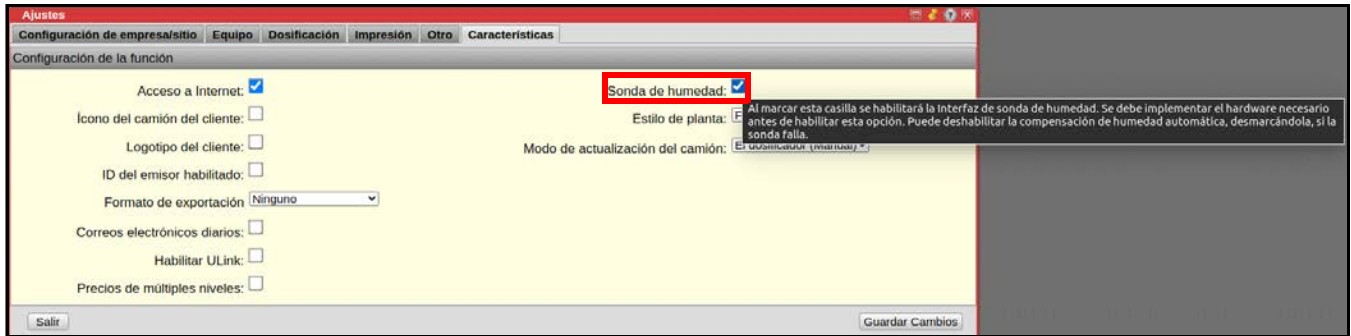 Ajustes
Configuración de empresa/sitio Equipo Dosificación Impresión Otro Características
Configuración de la función
Acceso a Internet:
Ícono del camión del cliente:
Logotipo del cliente:
ID del emisor habilitado:
Formato de exportación Ninguno
Correos electrónicos diarios:
Habilitar ULink:
Precios de múltiples niveles:
Sonda de humedad:
Al marcar esta casilla se habilitará la Interfaz de sonda de humedad. Se debe implementar el hardware necesario
antes de habilitar esta opción. Puede deshabilitar la compensación de humedad automática, desmarcándola, si la
sonda falla.
Estilo de planta:
Modo de actualización del camión: El dosificador (Manual)
Salir Guardar Cambios